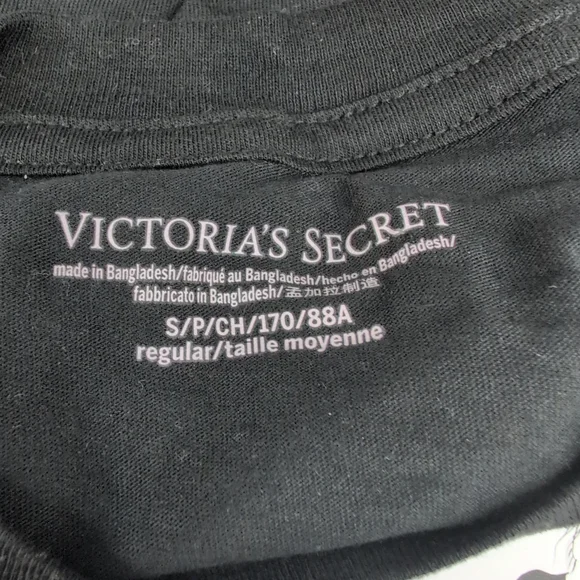 VICTORIA'S SECRET
made in Bangladesh/fabriqué au Bangladesh/hecho en Bangladesh/
fabbricato in Bangladesh/孟加拉制造
S/P/CH/170/88A
regular/taille moyenne